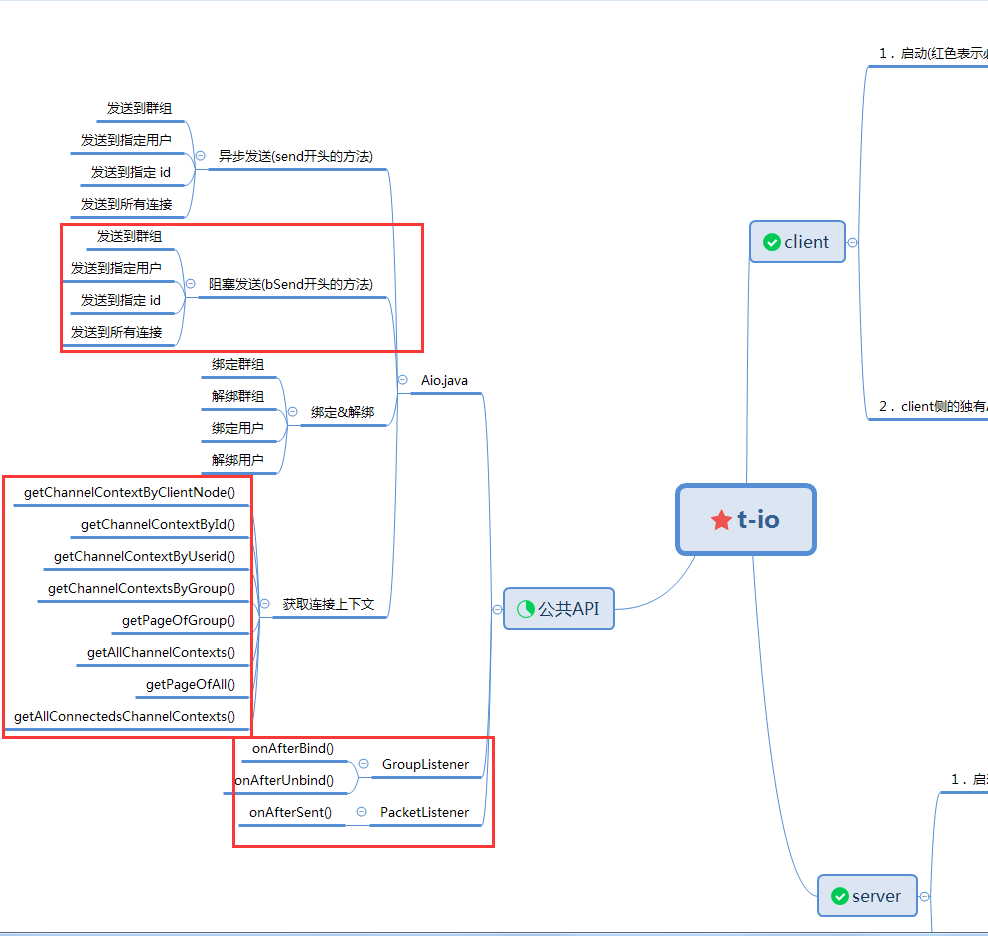 1．启动(红色表示必
发送到群组
发送到指定用户
异步发送(send开头的方法)
发送到指定 id
发送到所有连接
发送到群组
client
发送到指定用户
阻塞发送(bSend开头的方法)
发送到指定 id
发送到所有连接
绑定群组
Aio.java
解绑群组
绑定&解绑
2．client侧的独有A
绑定用户
解绑用户
getChannelContextByClientNode()
getChannelContextById()
t-io
getChannelContextByUserid()
getChannelContextsByGroup()
获取连接上下文
公共API
getPageOfGroup()
getAllChannelContexts()
getPageOfAll()
getAllConnectedsChannelContexts()
onAfterBind()
GroupListener
onAfterUnbind()
1．启
onAfterSent()
PacketListener
server